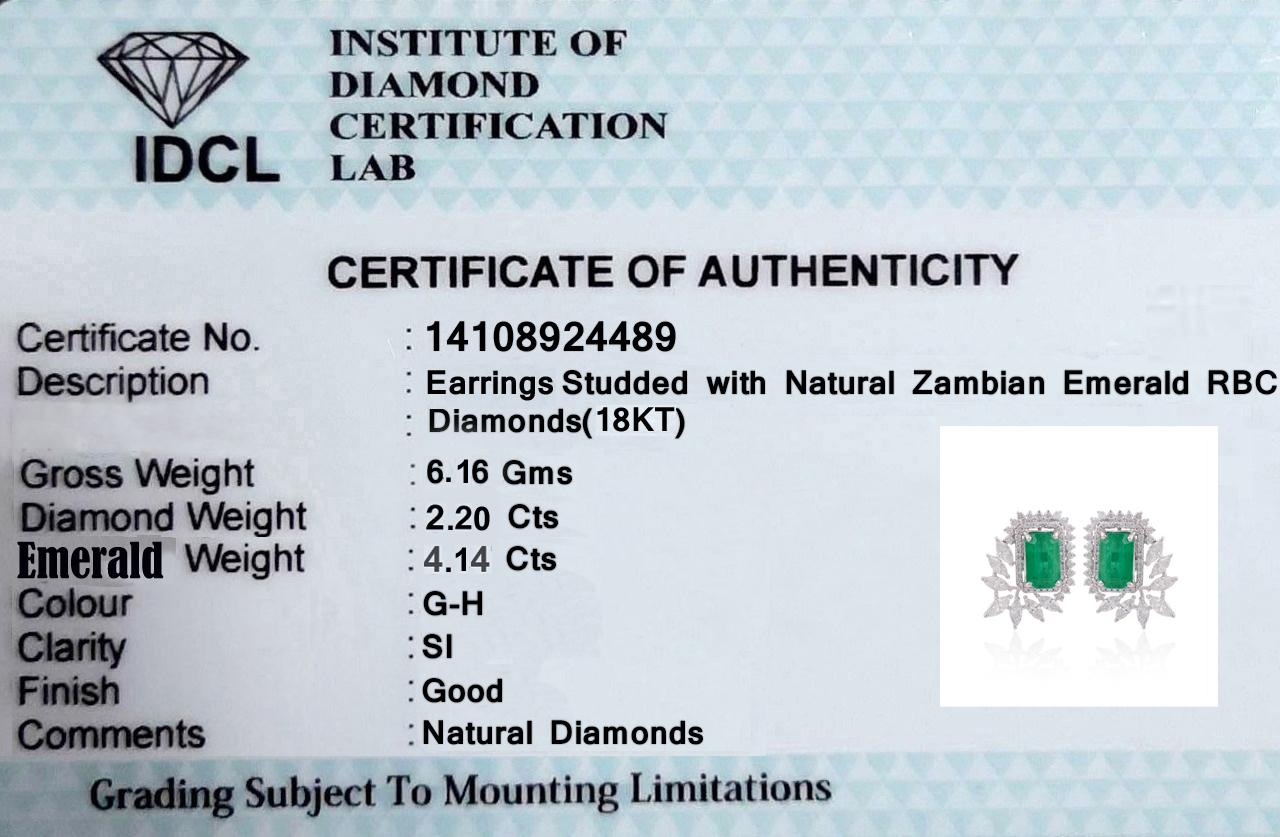 IDCL
INSTITUTE OF
DIAMOND
CERTIFICATION
LAB
CERTIFICATE OF AUTHENTICITY
Certificate No. : 14108924489
Description : Earrings Studded with Natural Zambian Emerald RBC
: Diamonds(18KT)
Gross Weight : 6.16 Gms
Diamond Weight : 2.20 Cts
Emerald Weight : 4.14 Cts
Colour : G-H
Clarity : SI
Finish : Good
Comments : Natural Diamonds
Grading Subject To Mounting Limitations